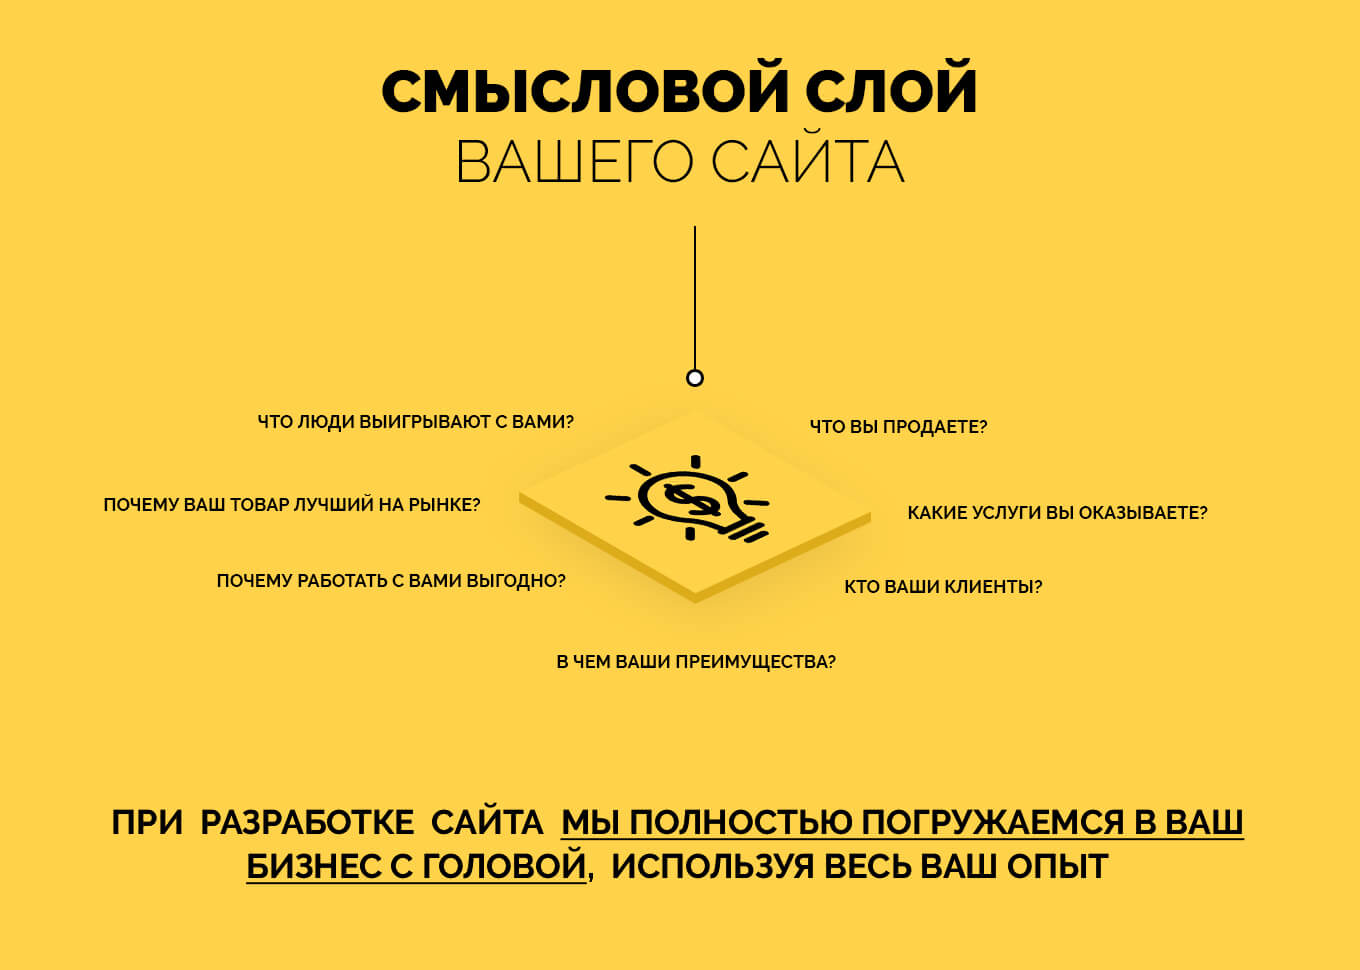 СМЫСЛОВОЙ СЛОЙ
ВАШЕГО САЙТА
ЧТО ЛЮДИ ВЫИГРЫВАЮТ С ВАМИ?
ЧТО ВЫ ПРОДАЕТЕ?
ПОЧЕМУ ВАШ ТОВАР ЛУЧШИЙ НА РЫНКЕ?
КАКИЕ УСЛУГИ ВЫ ОКАЗЫВАЕТЕ?
ПОЧЕМУ РАБОТАТЬ С ВАМИ ВЫГОДНО?
КТО ВАШИ КЛИЕНТЫ?
В ЧЕМ ВАШИ ПРЕИМУЩЕСТВА?
ПРИ РАЗРАБОТКЕ САЙТА МЫ ПОЛНОСТЬЮ ПОГРУЖАЕМСЯ В ВАШ
БИЗНЕС С ГОЛОВОЙ, ИСПОЛЬЗУЯ ВЕСЬ ВАШ ОПЫТ